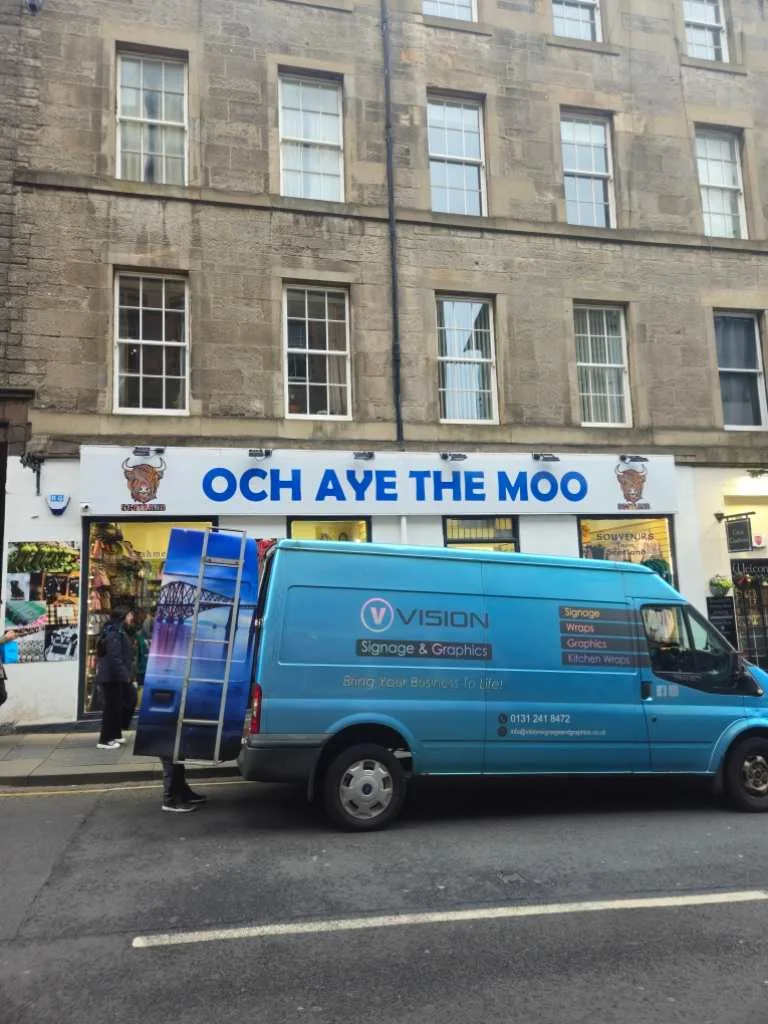 OCH AYE THE MOO
SCOTLAND
SCOTLAND
SOUVENIRS
Scotland
V VISION
Signage & Graphics
Bring Your Business To Life!
Signage
Wraps
Graphics
Kitchen Wraps
0131 241 8472